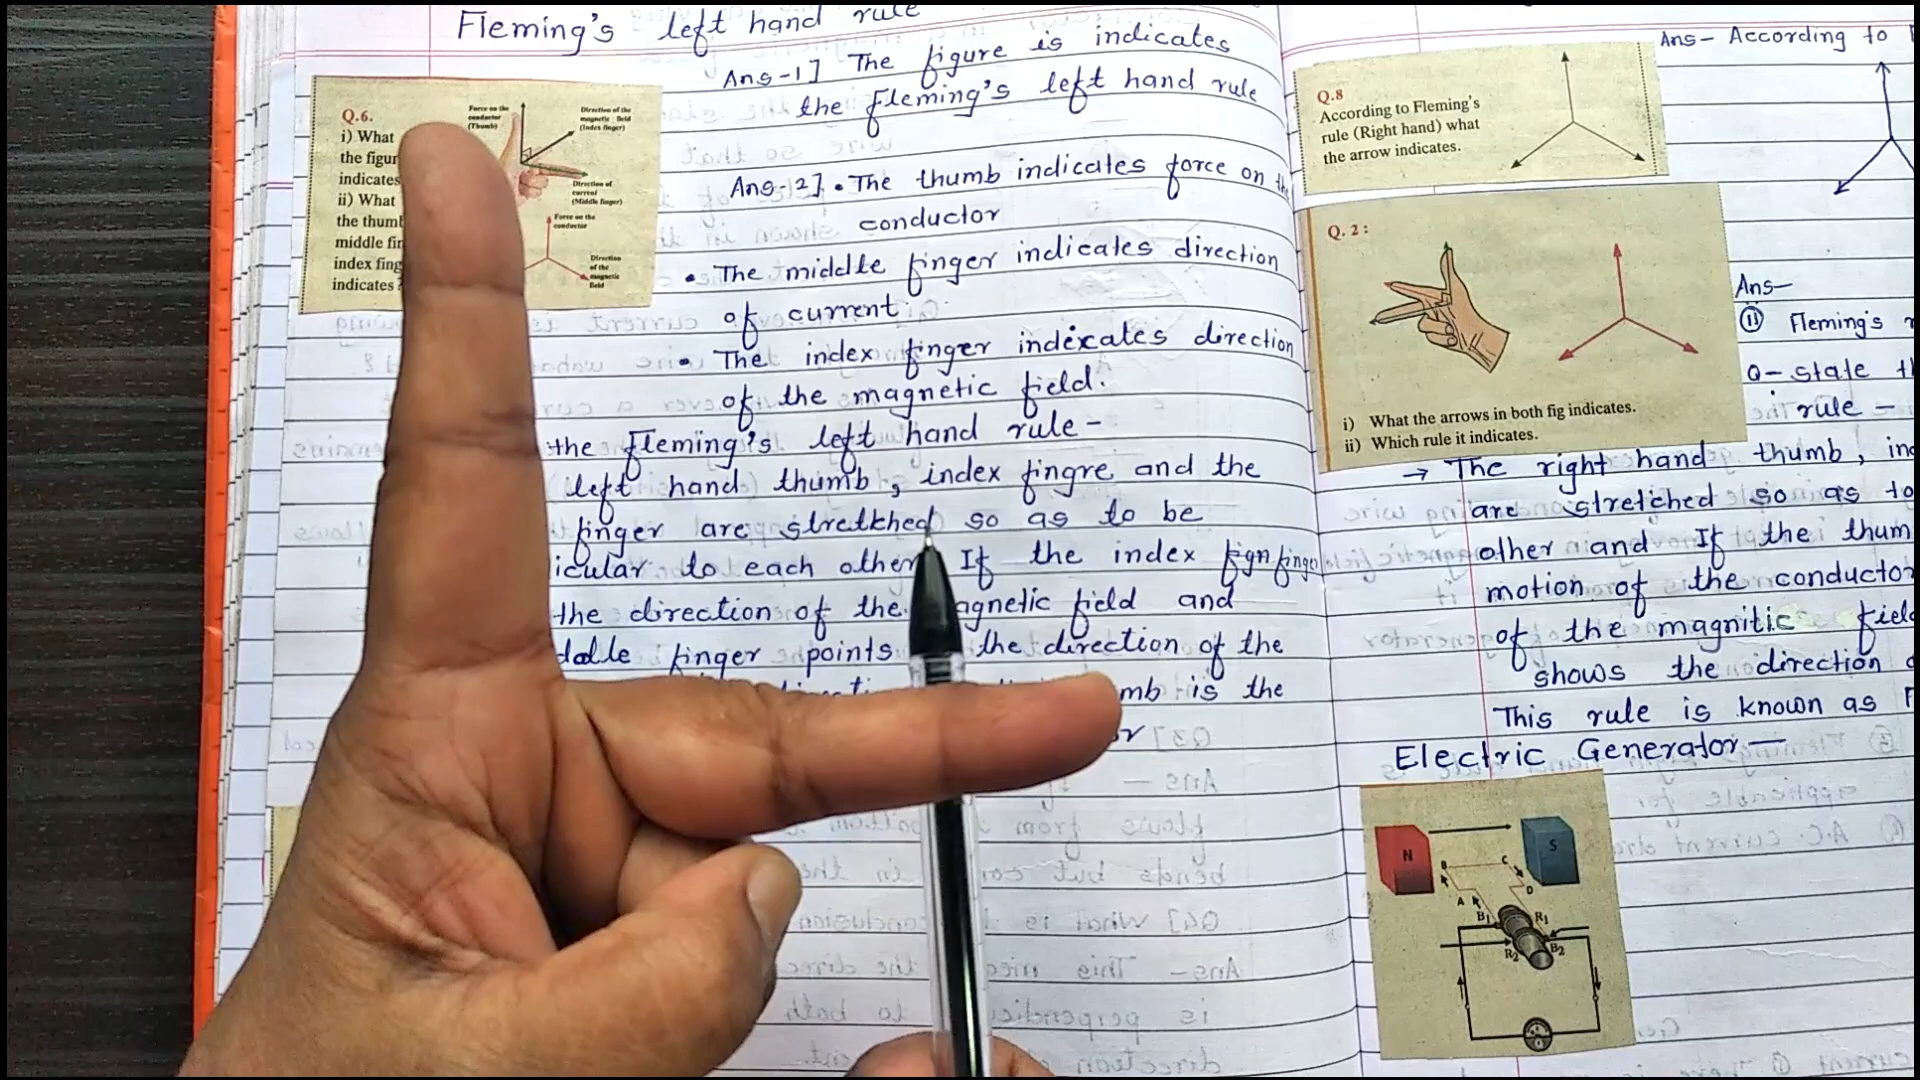 Fleming's left hand rule
Q.6.
i) What
the figur
indicates
ii) What
the thumb
middle fin
index fing
indicates ?
Force on the
conductor
(Thumb)
Direction of the
magnetic field
(Index finger)
Direction of
current
(Middle finger)
Force on the
conductor
Direction
of the
magnetic
field
Ans-1] The figure is indicates
the Fleming's left hand rule
Ans-2] • The thumb indicates force on the
conductor
• The middle finger indicates direction
of current
• The index finger indicates direction
of the magnetic field.
the Fleming's left hand rule -
left hand thumb, index fingre and the
finger are stretkhed so as to be
icular to each other If the index fign finger
the direction of the agnetic field and
ddle finger points the direction of the
mb is the
Q.8
According to Fleming's
rule (Right hand) what
the arrow indicates.
Ans- According to
Q. 2 :
i) What the arrows in both fig indicates.
ii) Which rule it indicates.
Ans-
ii Fleming's
Q- state
rule -
→ The right hand thumb, in
are stretched so as to
other and If the thum
motion of the conducto
of the magnitic field
shows the direction
This rule is known as
Electric Generator -
N
S
B
C
A
D
B1
R1
R2
B2